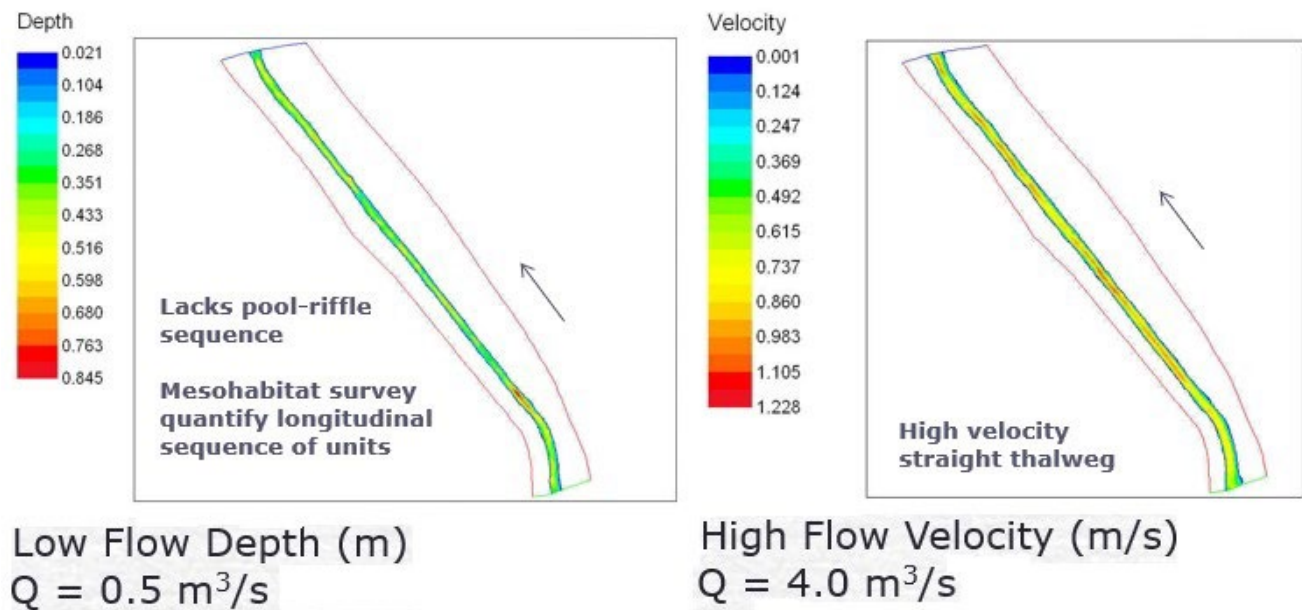 Depth
0.021
0.104
0.186
0.268
0.351
0.433
0.516
0.598
0.680
0.763
0.845
Lacks pool-riffle
sequence
Mesohabitat survey
quantify longitudinal
sequence of units
Low Flow Depth (m)
Q = 0.5 m³/s
Velocity
0.001
0.124
0.247
0.369
0.492
0.615
0.737
0.860
0.983
1.105
1.228
High velocity
straight thalweg
High Flow Velocity (m/s)
Q = 4.0 m³/s